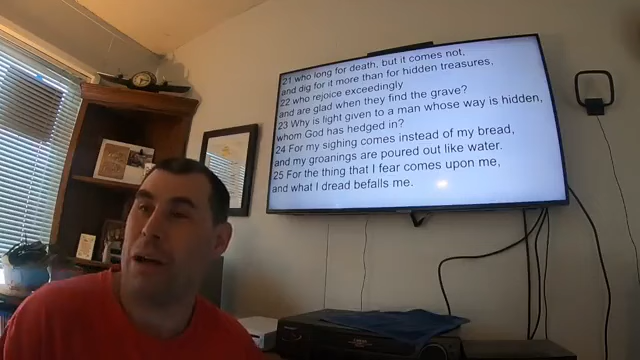 21 who long for death, but it comes not,
and dig for it more than for hidden treasures,
22 who rejoice exceedingly
and are glad when they find the grave?
23 Why is light given to a man whose way is hidden,
whom God has hedged in?
24 For my sighing comes instead of my bread,
and my groanings are poured out like water.
25 For the thing that I fear comes upon me,
and what I dread befalls me.